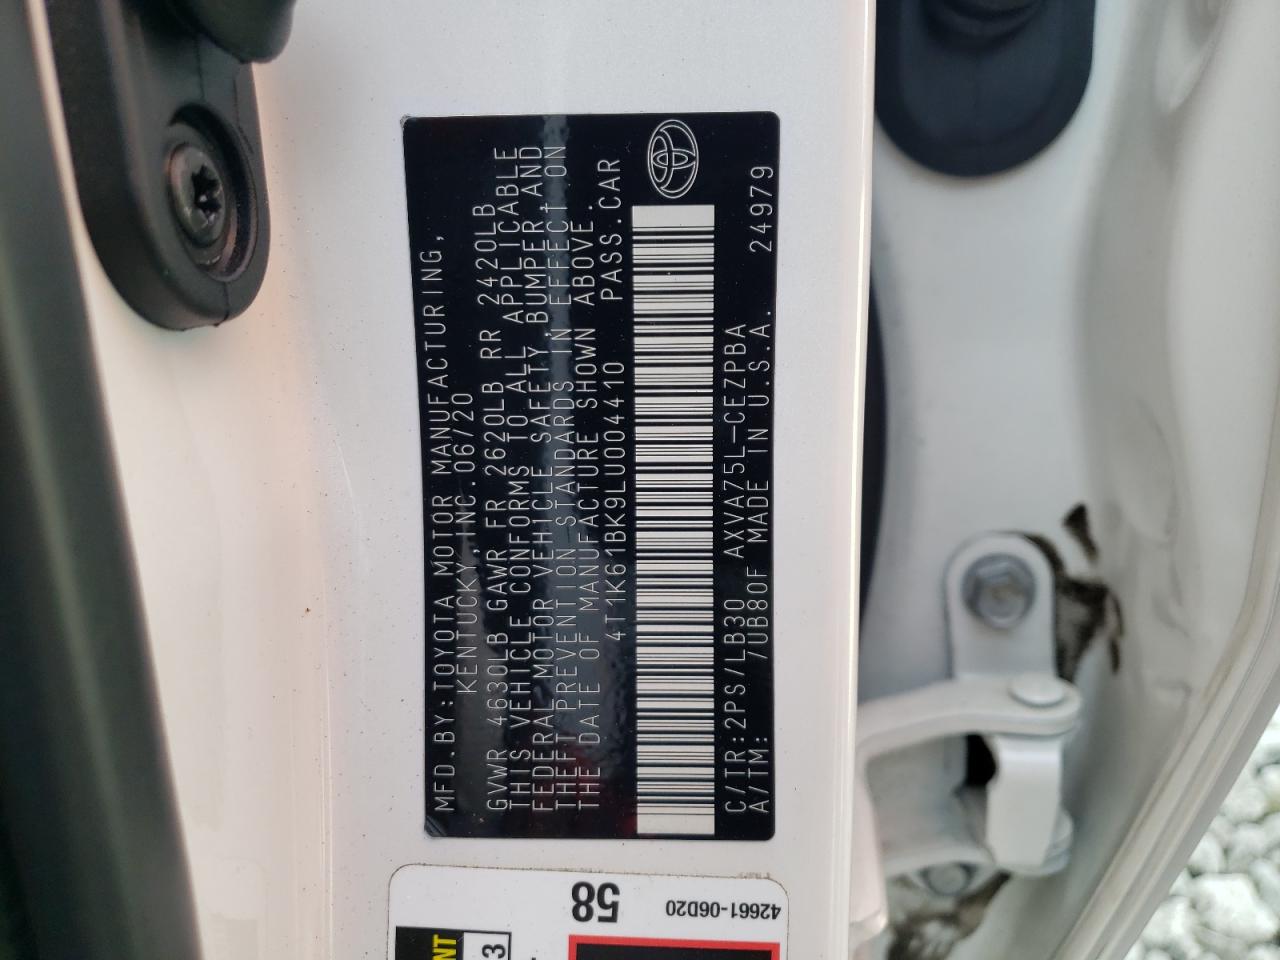 MFD.BY:TOYOTA MOTOR MANUFACTURING,
KENTUCKY,INC.06/20
GVWR 4630LB GAWR FR 2620LB RR 2420LB
THIS VEHICLE CONFORMS TO ALL APPLICABLE
FEDERAL MOTOR VEHICLE SAFETY,BUMPER AND
THEFT PREVENTION STANDARDS IN EFFECT ON
THE DATE OF MANUFACTURE SHOWN ABOVE.
4T1K61BK9LU004410 PASS.CAR
C/TR:2PS/LB30 AXVA75L-CEZPBA
A/TM: 7UB80F MADE IN U.S.A. 24979
58
42661-06D20
NT
3